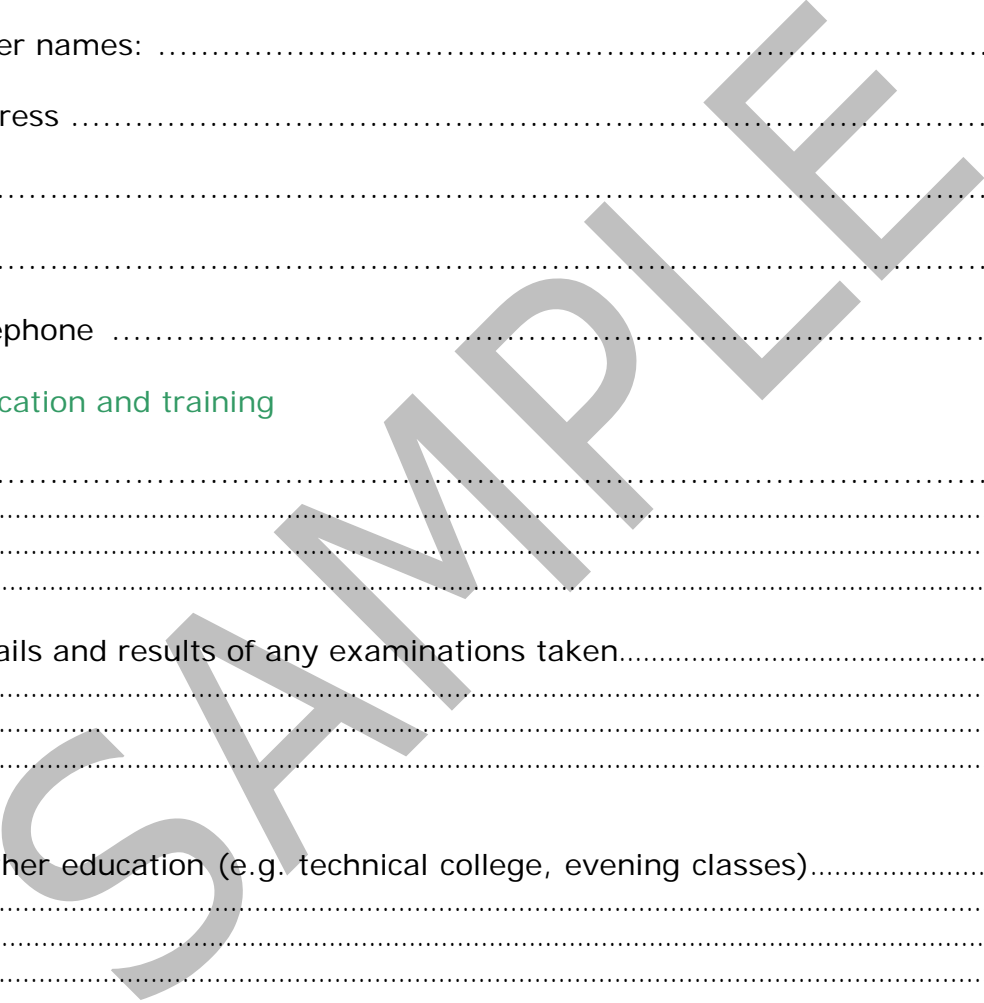 er names: ........................................................................
ress ........................................................................
........................................................................
........................................................................
ephone ........................................................................
cation and training
........................................................................
........................................................................
........................................................................
........................................................................
ails and results of any examinations taken........................................
........................................................................
........................................................................
........................................................................
her education (e.g. technical college, evening classes)....................
........................................................................
........................................................................
........................................................................
SAMPLE